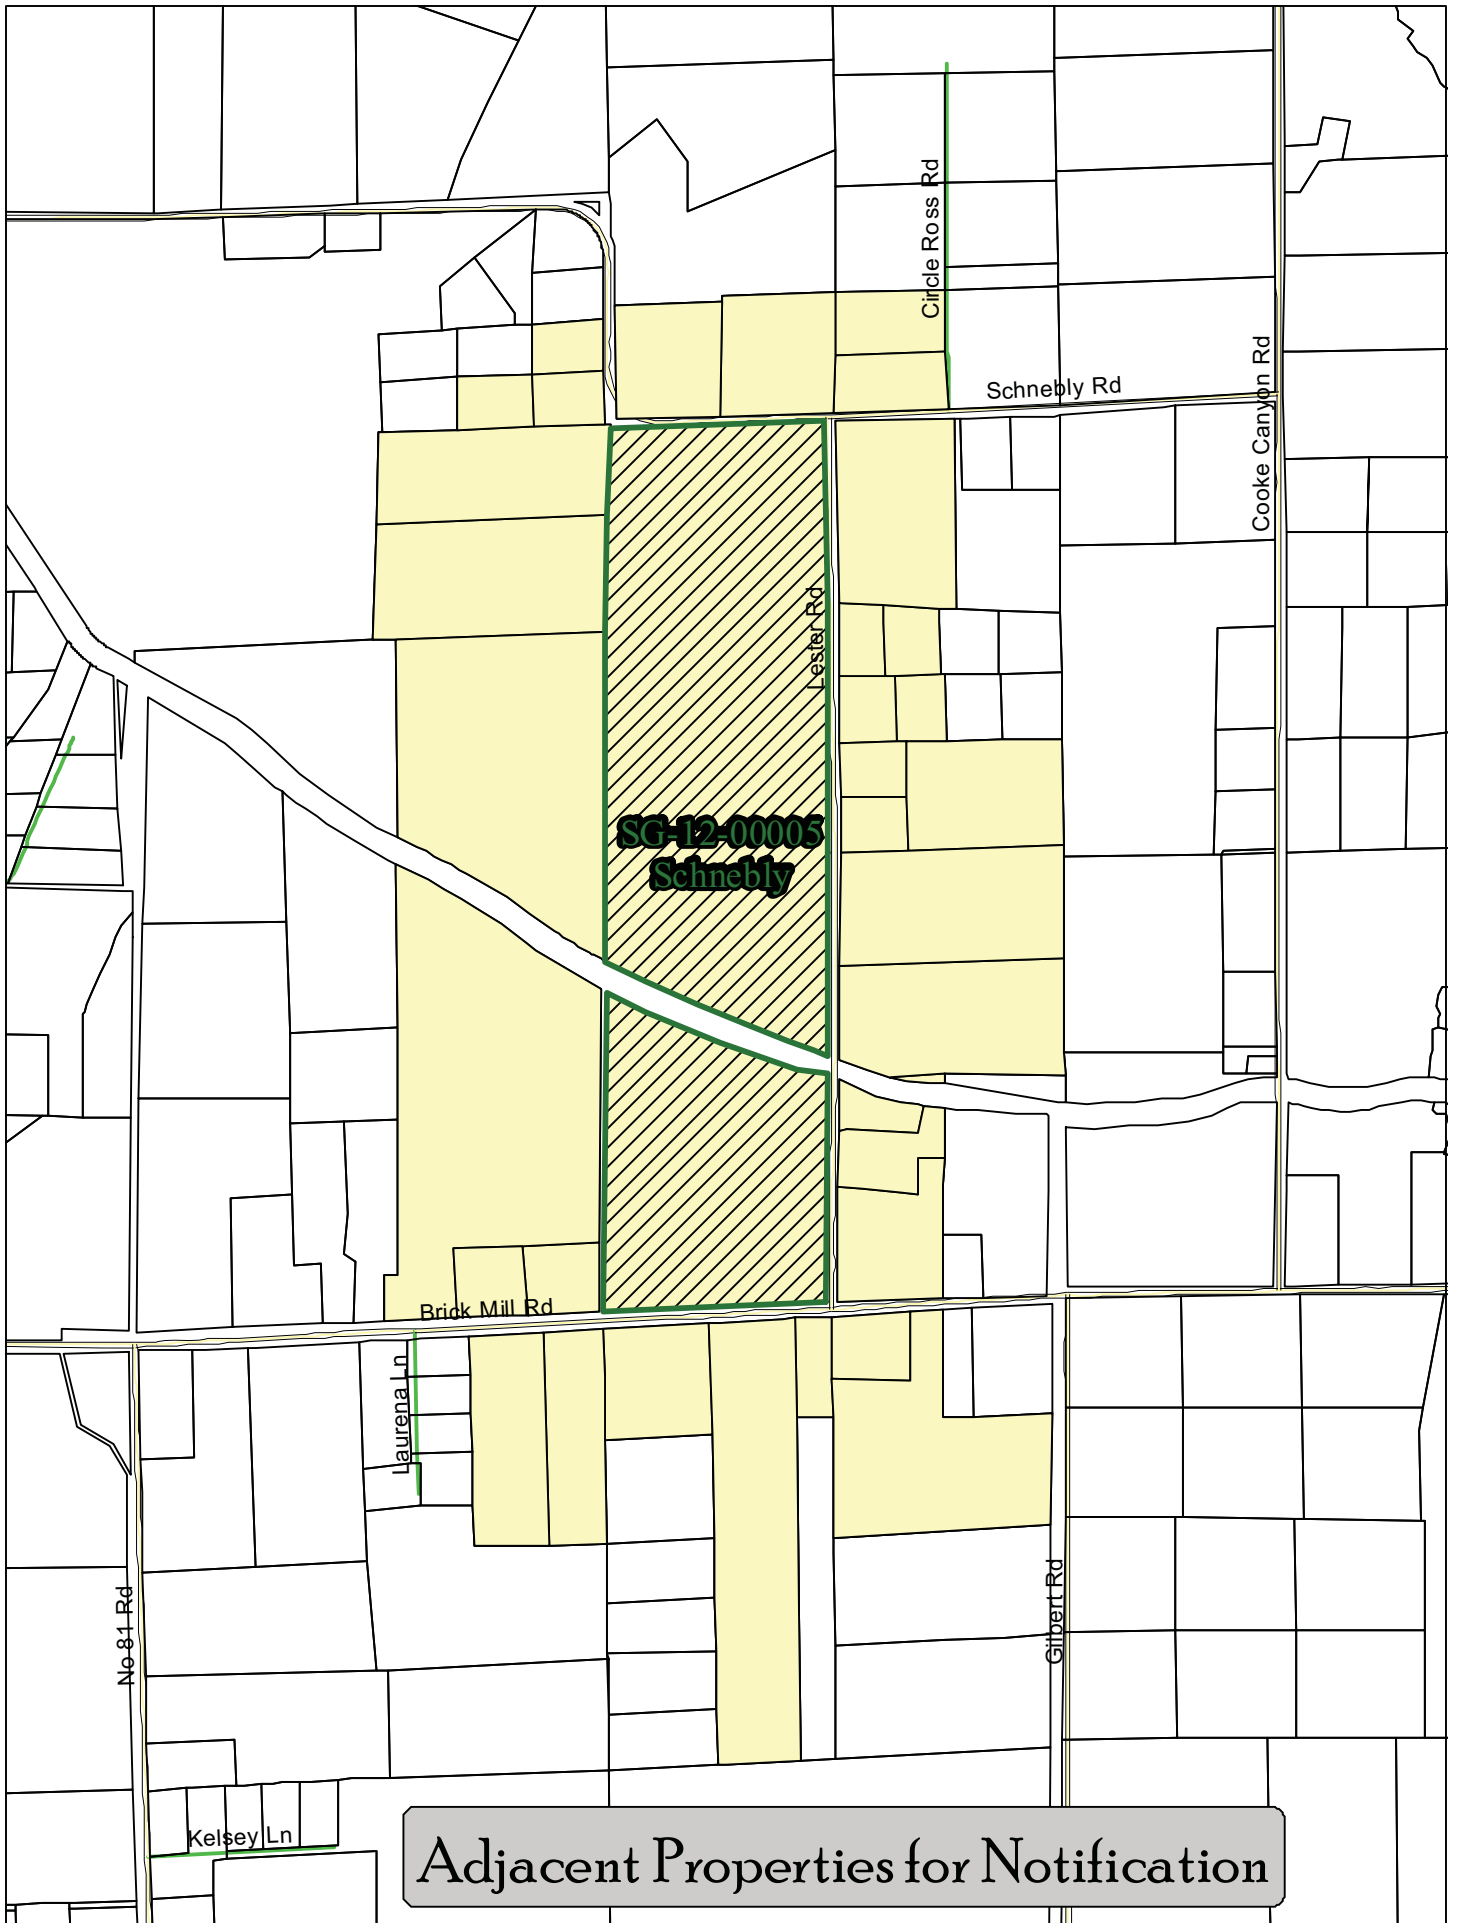 Circle Ross Rd
Schnebly Rd
Cooke Canyon Rd
Lester Rd
SG-12-00005
Schnebly
Brick Mill Rd
Laurena Ln
No 81 Rd
Gilbert Rd
Kelsey Ln
Adjacent Properties for Notification